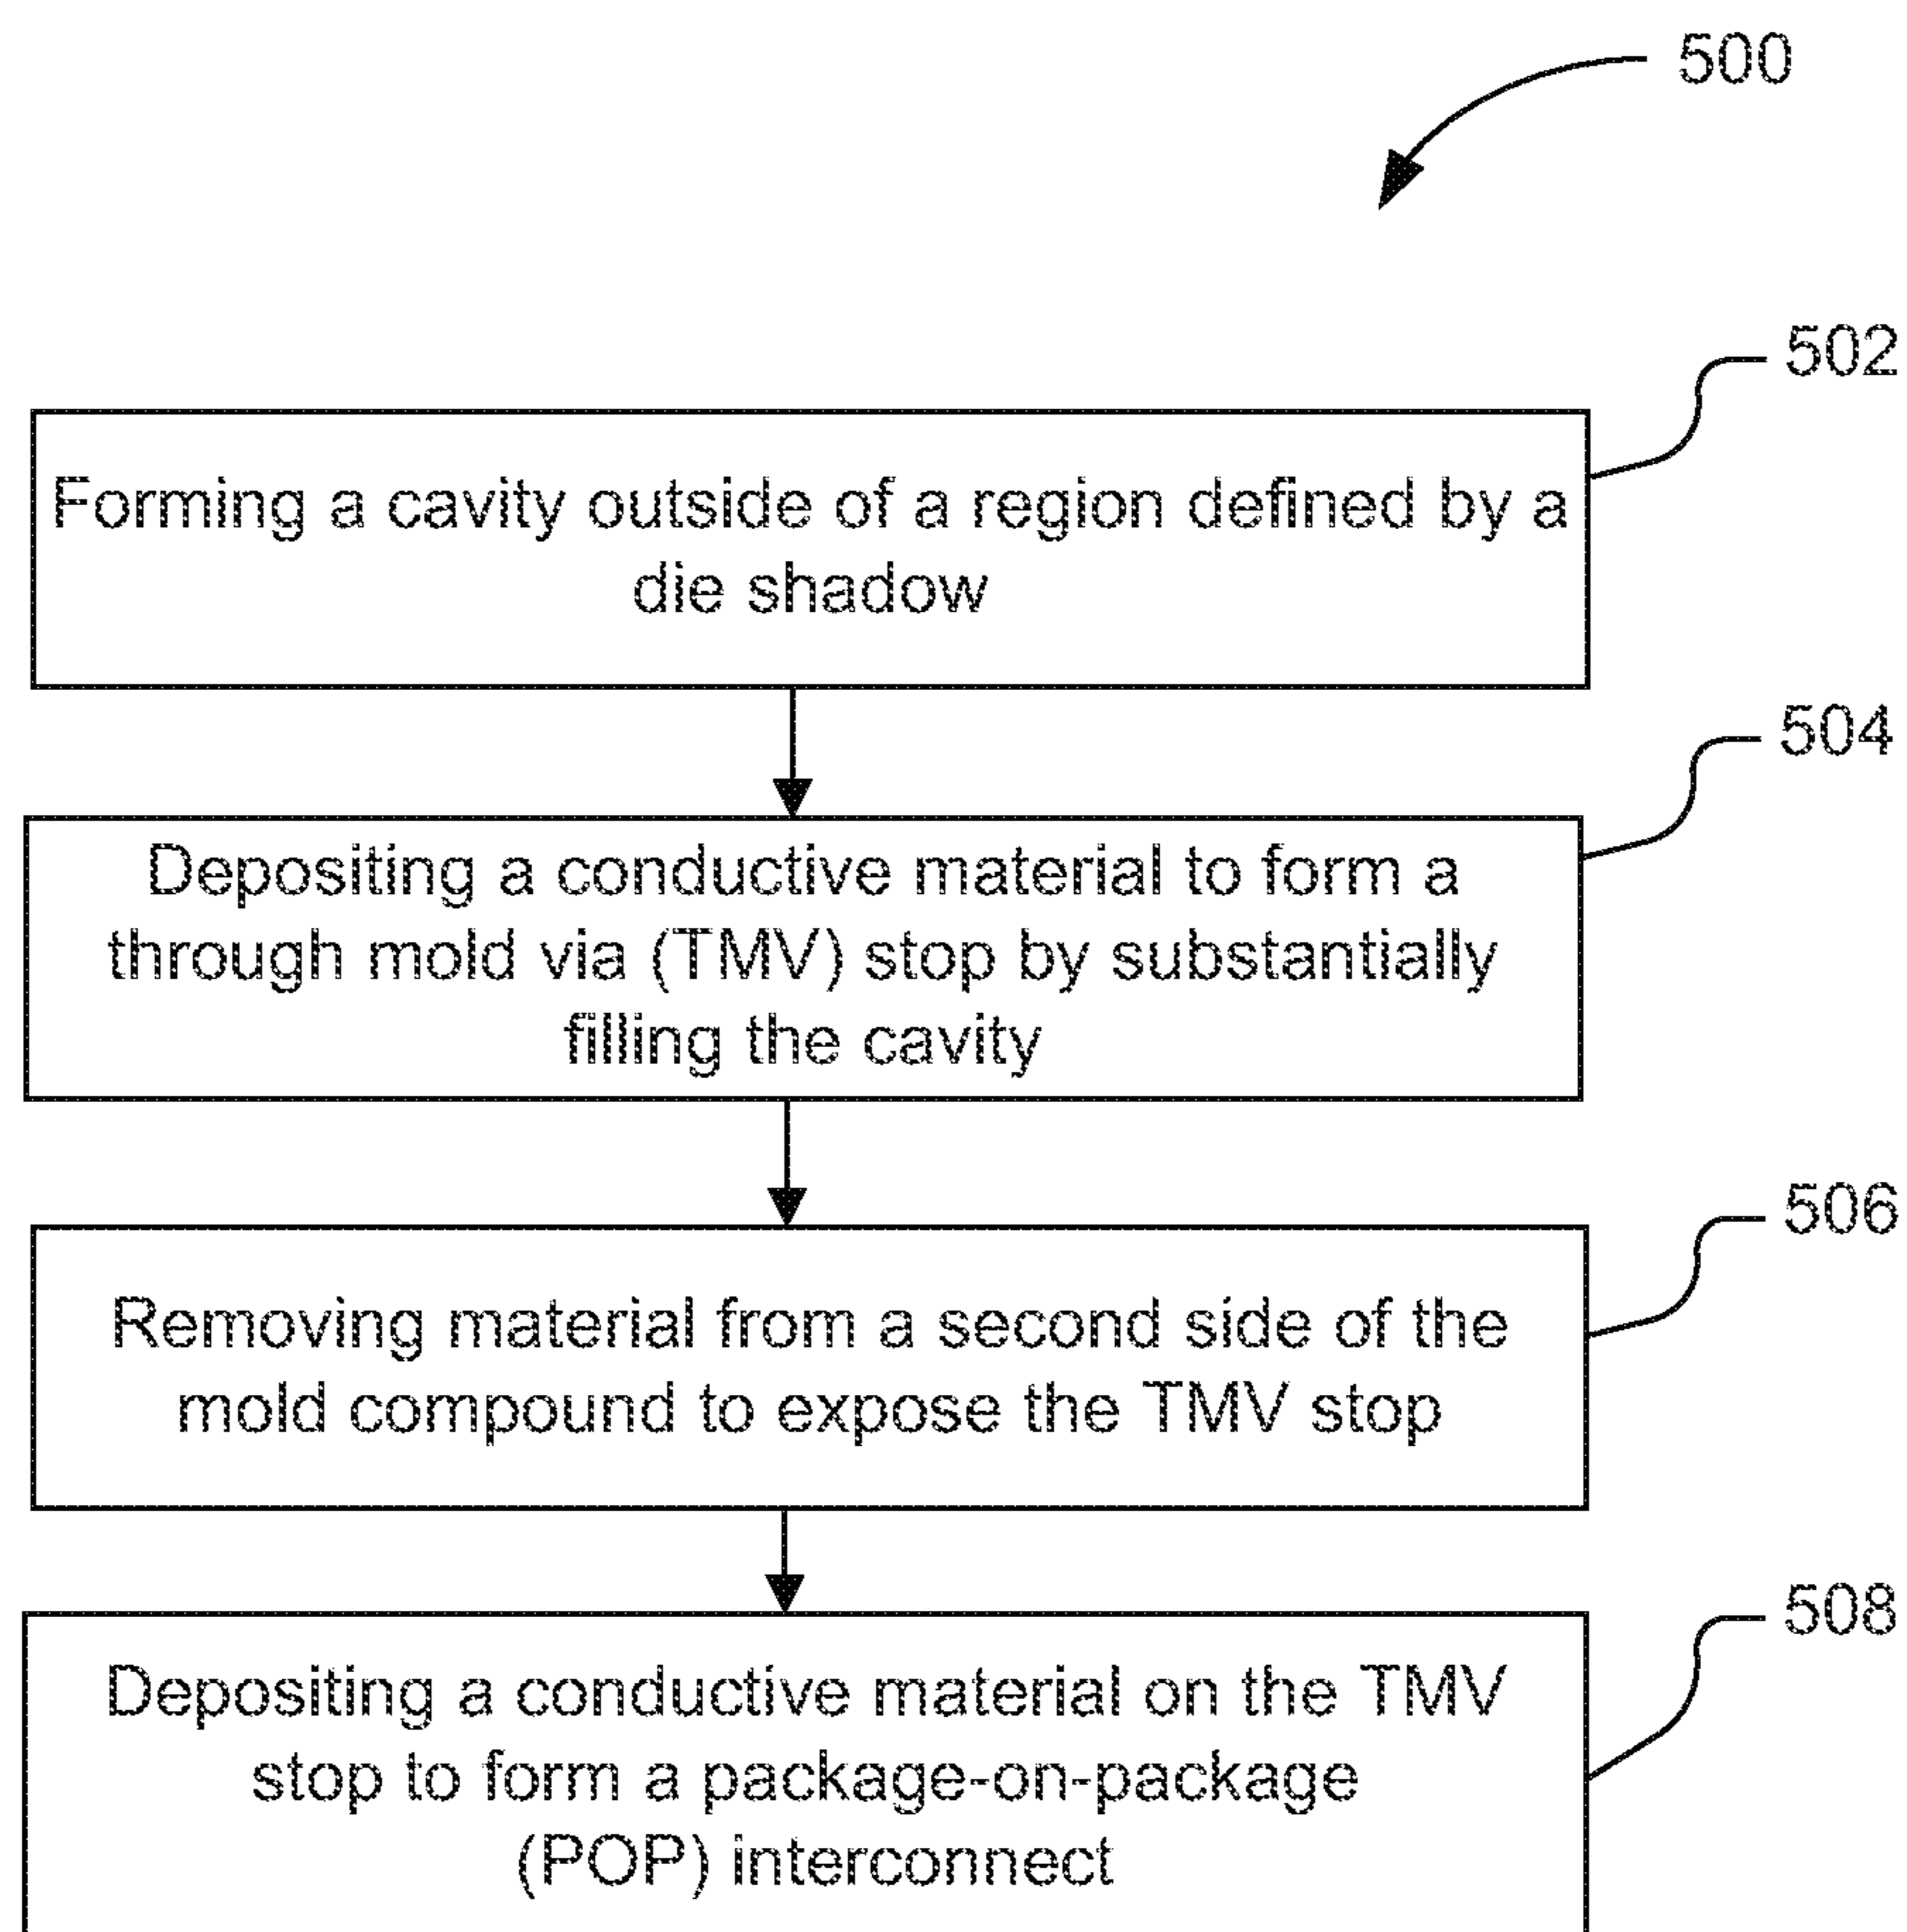 500
502
Forming a cavity outside of a region defined by a
die shadow
504
Depositing a conductive material to form a
through mold via (TMV) stop by substantially
filling the cavity
506
Removing material from a second side of the
mold compound to expose the TMV stop
508
Depositing a conductive material on the TMV
stop to form a package-on-package
(POP) interconnect